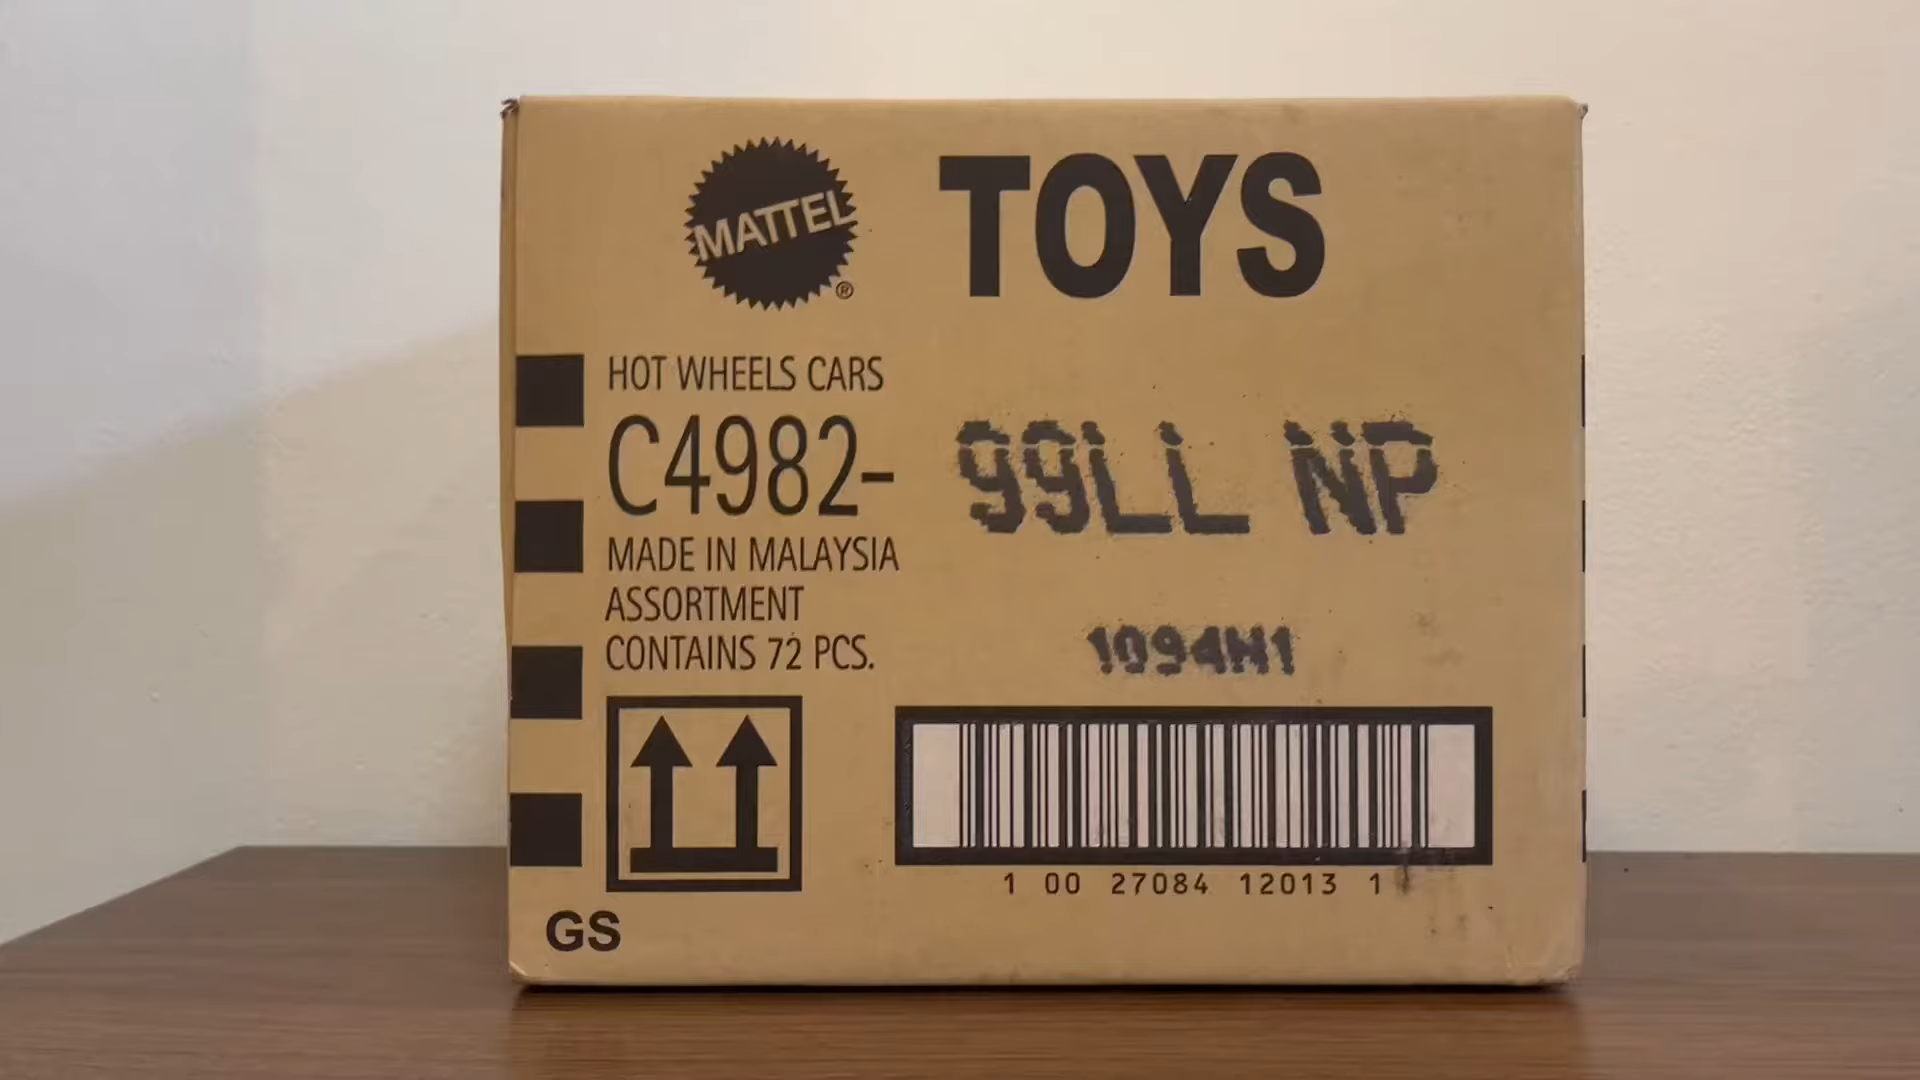 MATTEL ® TOYS
HOT WHEELS CARS
C4982- 99LL NP
MADE IN MALAYSIA
ASSORTMENT
CONTAINS 72 PCS.
1094H1
1 00 27084 12013 1
GS